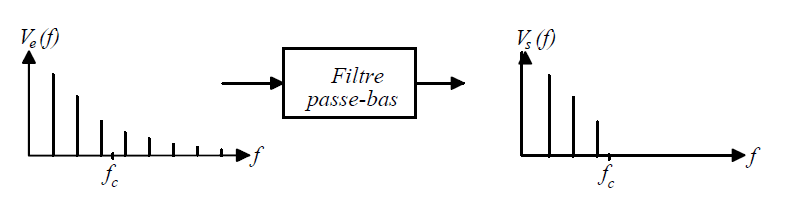 Ve(f)
f
fc
Filtre
passe-bas
Vs(f)
f
fc